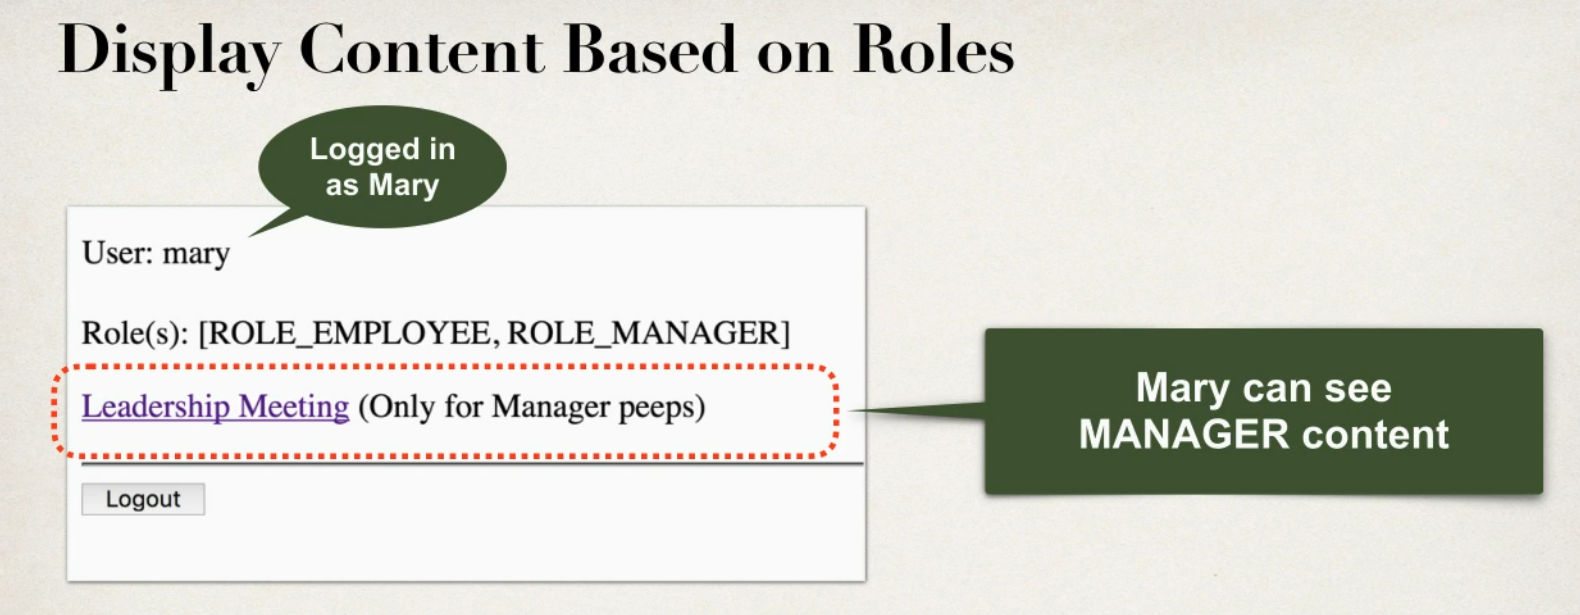 Display Content Based on Roles
Logged in
as Mary
User: mary
Role(s): [ROLE_EMPLOYEE, ROLE_MANAGER]
Leadership Meeting (Only for Manager peeps)
Mary can see
MANAGER content
Logout